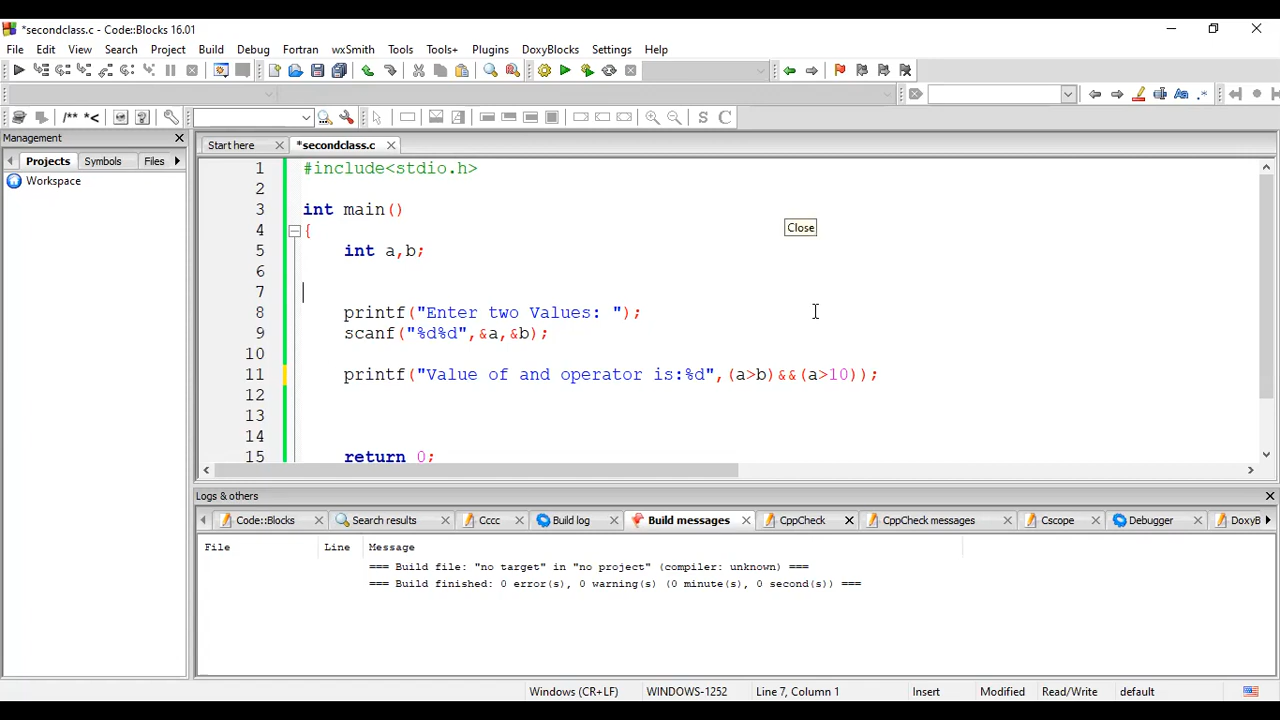 *secondclass.c - Code::Blocks 16.01
File Edit View Search Project Build Debug Fortran wxSmith Tools Tools+ Plugins DoxyBlocks Settings Help
/** *<
S C
Management
Projects Symbols Files
Workspace
Start here *secondclass.c
1 #include<stdio.h>
2
3 int main()
4 {
5 int a,b;
6
7
8 printf("Enter two Values: ");
9 scanf("%d%d",&a,&b);
10
11 printf("Value of and operator is:%d",(a>b)&&(a>10));
12
13
14
15 return 0;
Close
Logs & others
Code::Blocks Search results Cccc Build log Build messages CppCheck CppCheck messages Cscope Debugger DoxyB
File Line Message
=== Build file: "no target" in "no project" (compiler: unknown) ===
=== Build finished: 0 error(s), 0 warning(s) (0 minute(s), 0 second(s)) ===
Windows (CR+LF) WINDOWS-1252 Line 7, Column 1 Insert Modified Read/Write default